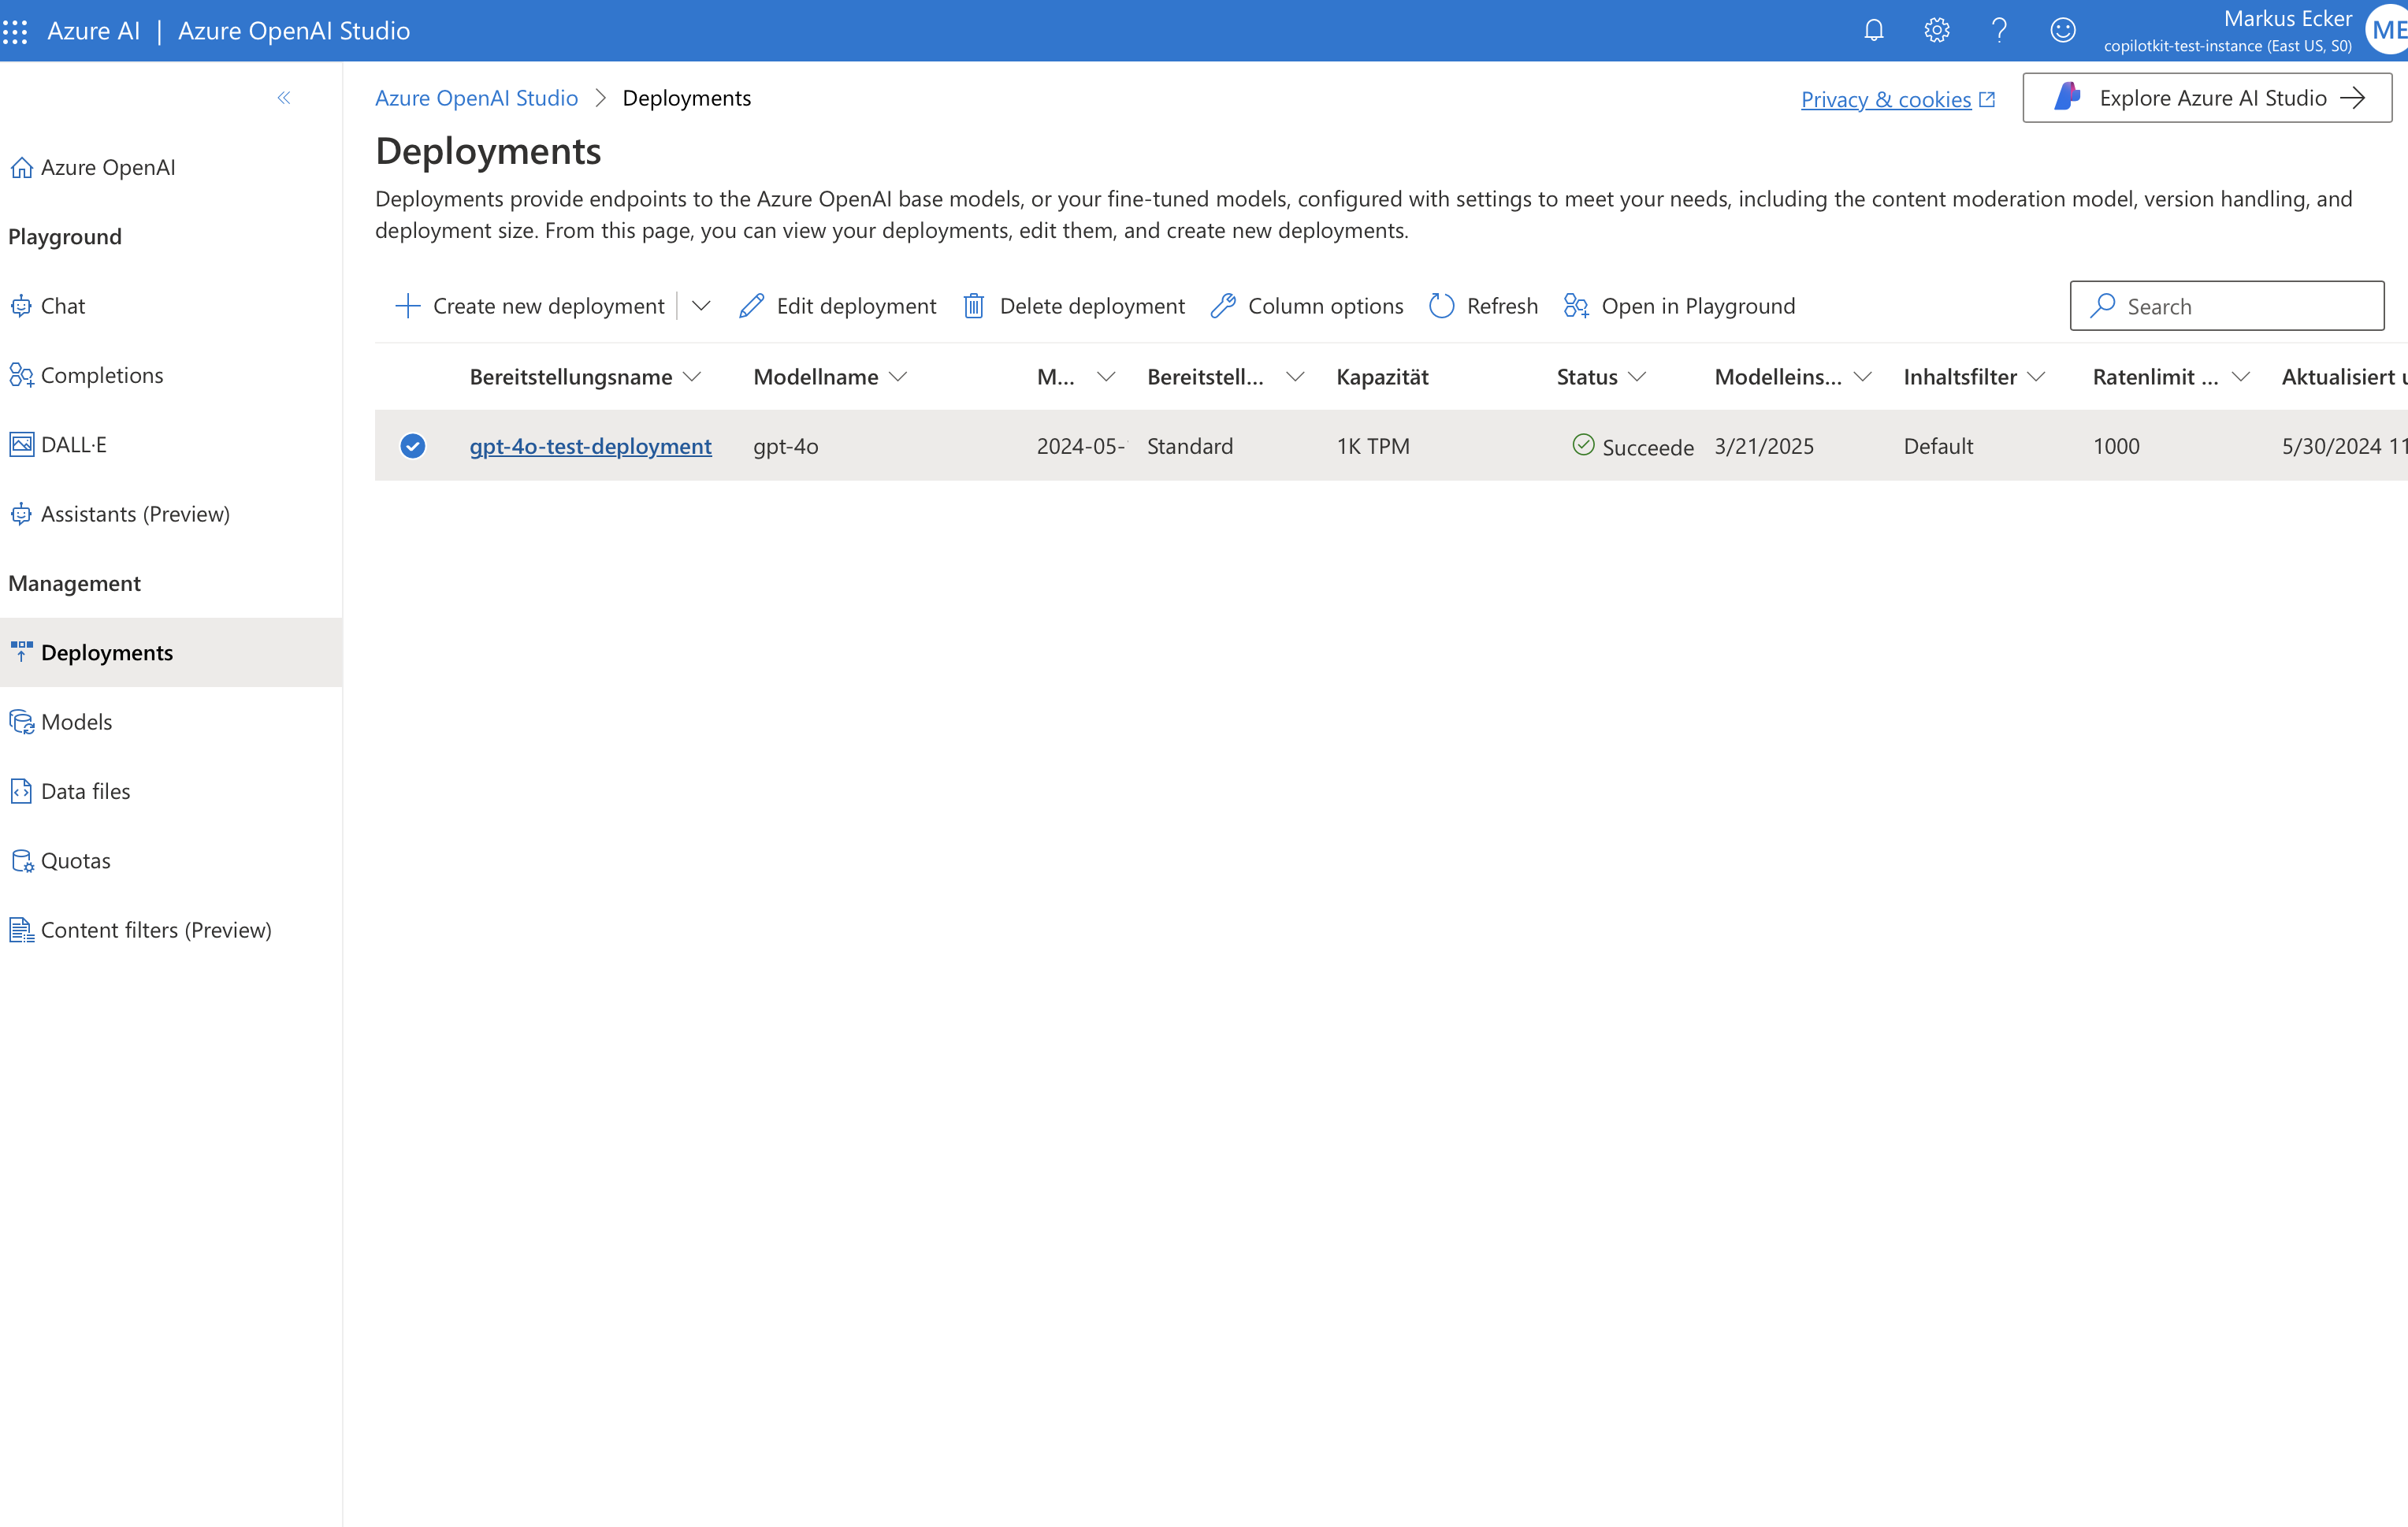 Azure AI | Azure OpenAI Studio
Markus Ecker
copilotkit-test-instance (East US, S0)
ME
Azure OpenAI Studio > Deployments
Privacy & cookies
Explore Azure AI Studio
Deployments
Deployments provide endpoints to the Azure OpenAI base models, or your fine-tuned models, configured with settings to meet your needs, including the content moderation model, version handling, and
deployment size. From this page, you can view your deployments, edit them, and create new deployments.
Azure OpenAI
Playground
Chat
Completions
DALL·E
Assistants (Preview)
Management
Deployments
Models
Data files
Quotas
Content filters (Preview)
Create new deployment
Edit deployment
Delete deployment
Column options
Refresh
Open in Playground
Search
Bereitstellungsname Modellname M... Bereitstell... Kapazität Status Modelleins... Inhaltsfilter Ratenlimit ... Aktualisiert
gpt-4o-test-deployment gpt-4o 2024-05- Standard 1K TPM Succeede 3/21/2025 Default 1000 5/30/2024 11